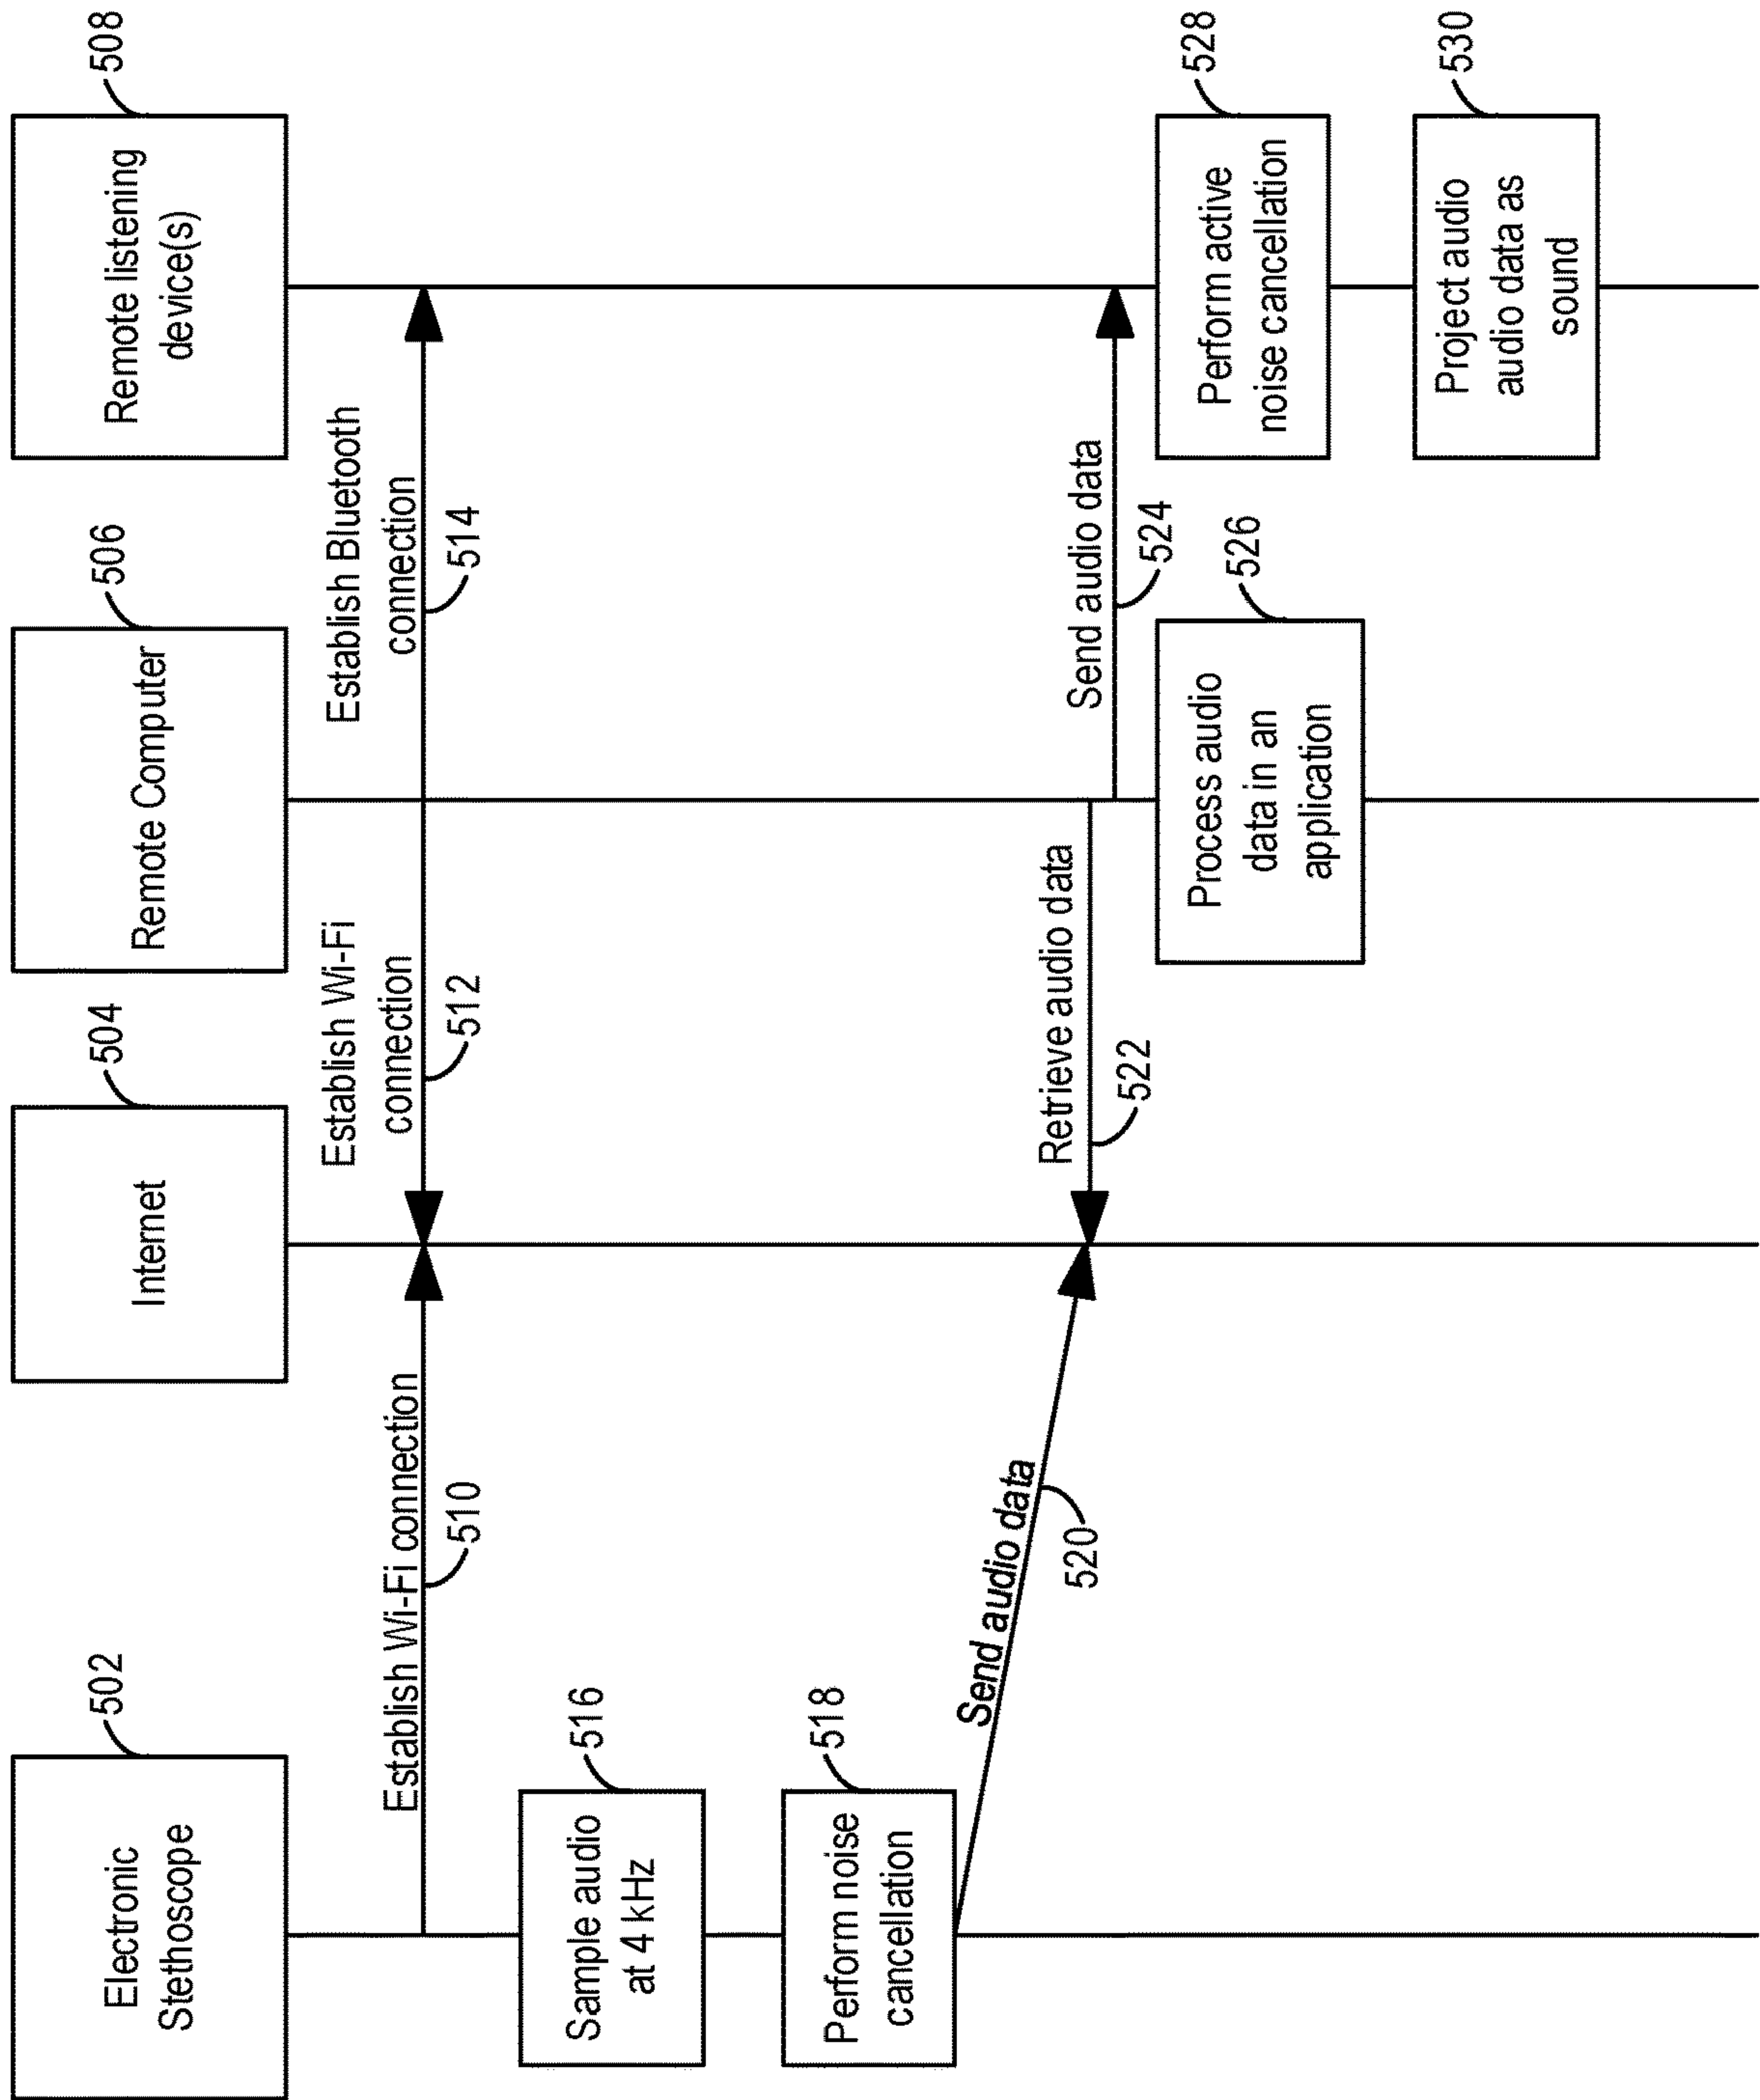 Electronic
Stethoscope
502
Internet
504
Remote Computer
506
Remote listening
device(s)
508
Establish Wi-Fi connection
510
Establish Wi-Fi
connection
512
Establish Bluetooth
connection
514
Sample audio
at 4 kHz
516
Perform noise
cancellation
518
Send audio data
520
Retrieve audio data
522
Send audio data
524
Process audio
data in an
application
526
Perform active
noise cancellation
528
Project audio
audio data as
sound
530